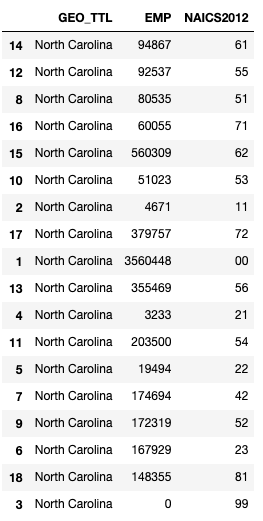 GEO_TTL EMP NAICS2012
14 North Carolina 94867 61
12 North Carolina 92537 55
8 North Carolina 80535 51
16 North Carolina 60055 71
15 North Carolina 560309 62
10 North Carolina 51023 53
2 North Carolina 4671 11
17 North Carolina 379757 72
1 North Carolina 3560448 00
13 North Carolina 355469 56
4 North Carolina 3233 21
11 North Carolina 203500 54
5 North Carolina 19494 22
7 North Carolina 174694 42
9 North Carolina 172319 52
6 North Carolina 167929 23
18 North Carolina 148355 81
3 North Carolina 0 99